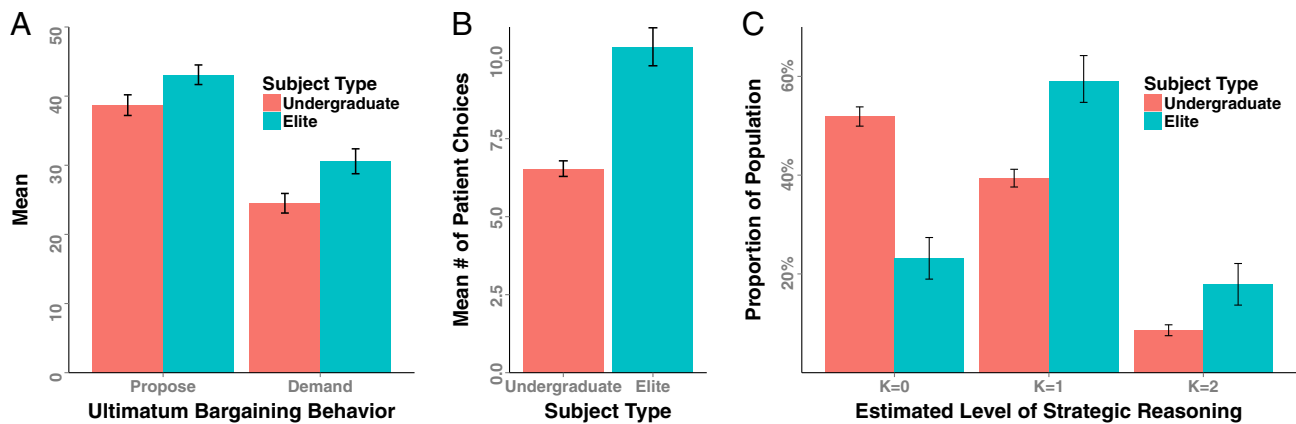 A
Mean
50
40
30
20
10
0
Subject Type
Undergraduate
Elite
Propose Demand
Ultimatum Bargaining Behavior
B
Mean # of Patient Choices
10.0
7.5
5.0
2.5
0.0
Undergraduate Elite
Subject Type
C
Proportion of Population
60%
40%
20%
Subject Type
Undergraduate
Elite
K=0 K=1 K=2
Estimated Level of Strategic Reasoning